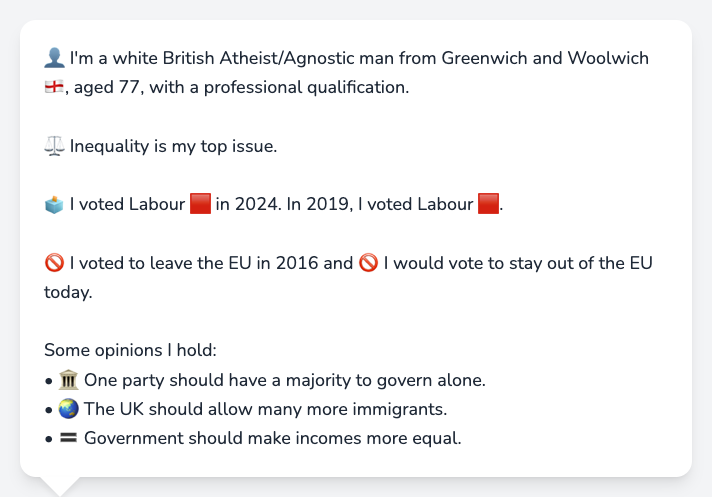 👤 I'm a white British Atheist/Agnostic man from Greenwich and Woolwich
🏴󠁧󠁢󠁥󠁮󠁧󠁿, aged 77, with a professional qualification.
⚖️ Inequality is my top issue.
🗳️ I voted Labour 🟥 in 2024. In 2019, I voted Labour 🟥.
🚫 I voted to leave the EU in 2016 and 🚫 I would vote to stay out of the EU
today.
Some opinions I hold:
• 🏛️ One party should have a majority to govern alone.
• 🌏 The UK should allow many more immigrants.
• 🟰 Government should make incomes more equal.